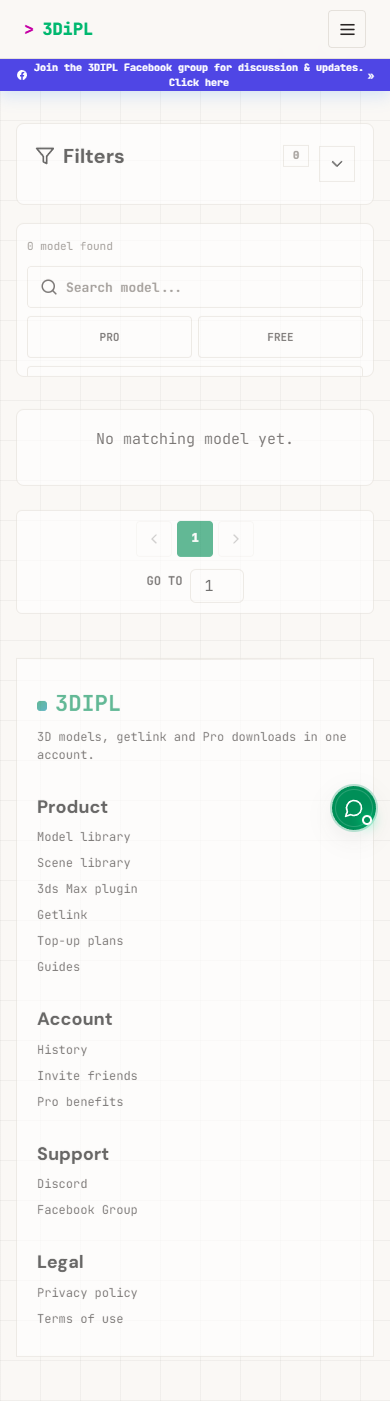 > 3DiPL
Join the 3DIPL Facebook group for discussion & updates.
Click here »
Filters
0
0 model found
Search model...
PRO
FREE
No matching model yet.
1
GO TO
1
3DIPL
3D models, getlink and Pro downloads in one
account.
Product
Model library
Scene library
3ds Max plugin
Getlink
Top-up plans
Guides
Account
History
Invite friends
Pro benefits
Support
Discord
Facebook Group
Legal
Privacy policy
Terms of use